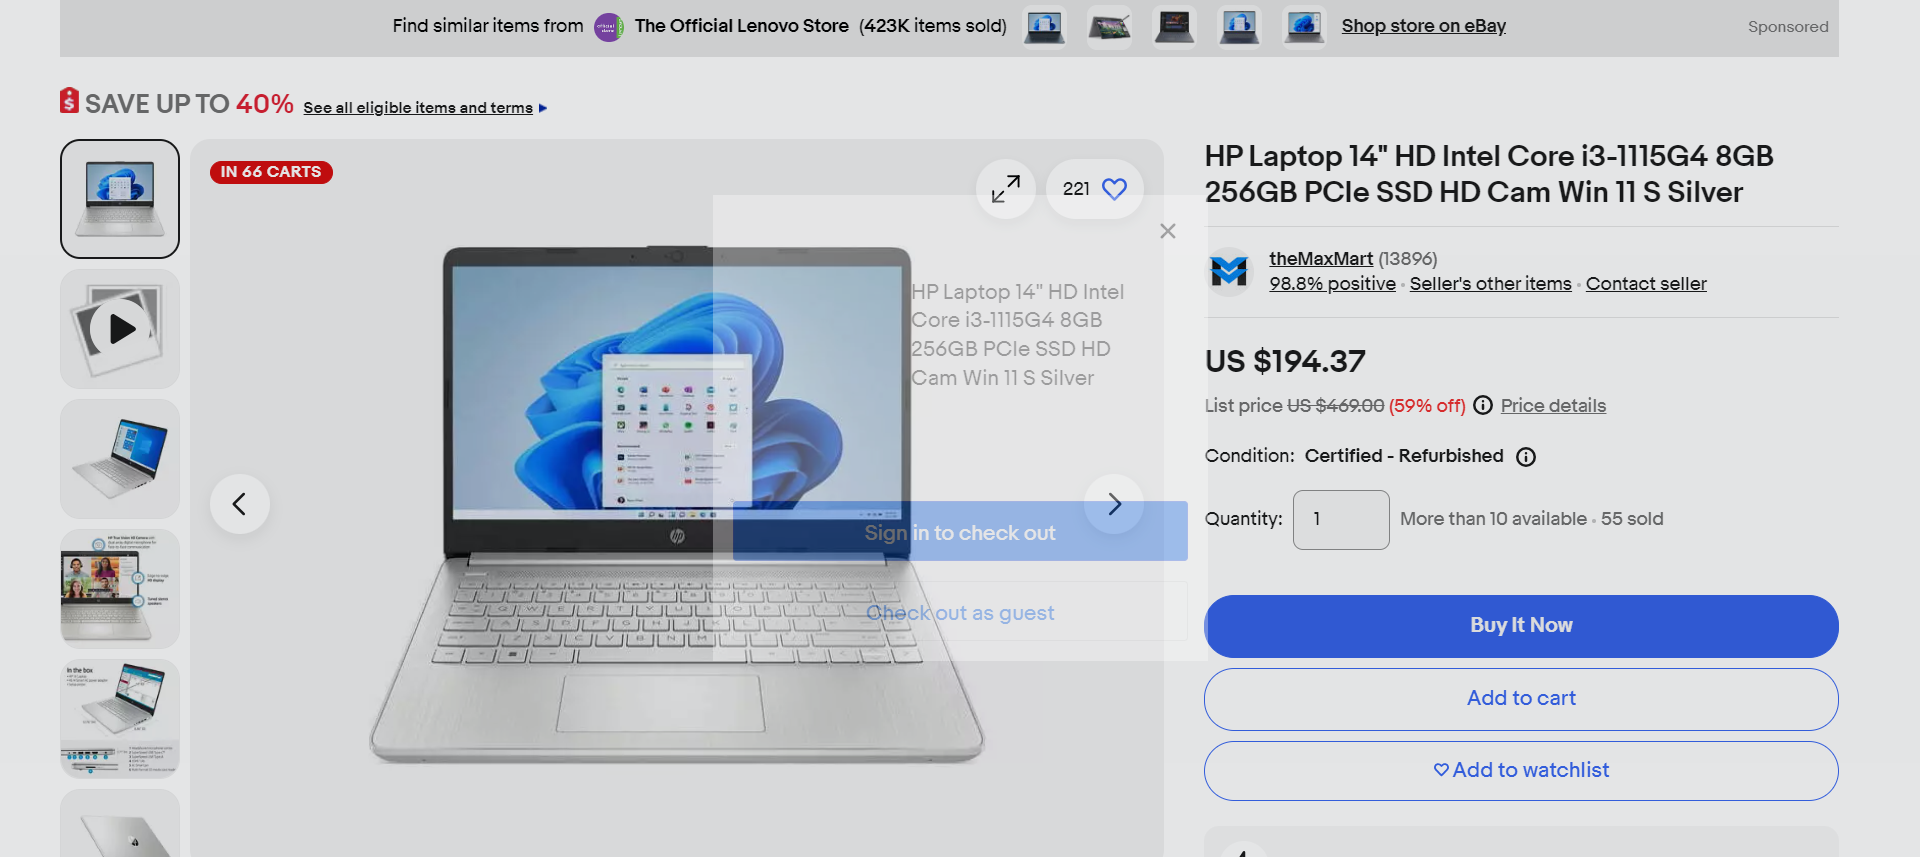 Find similar items from The Official Lenovo Store (423K items sold) Shop store on eBay Sponsored
SAVE UP TO 40% See all eligible items and terms
IN 66 CARTS
221
HP Laptop 14" HD Intel Core i3-1115G4 8GB
256GB PCIe SSD HD Cam Win 11 S Silver
theMaxMart (13896)
98.8% positive · Seller's other items · Contact seller
US $194.37
List price US $469.00 (59% off) Price details
Condition: Certified - Refurbished
Quantity: 1 More than 10 available · 55 sold
Buy It Now
Add to cart
Add to watchlist
HP Laptop 14" HD Intel
Core i3-1115G4 8GB
256GB PCIe SSD HD
Cam Win 11 S Silver
Sign in to check out
Check out as guest
hp
In the box